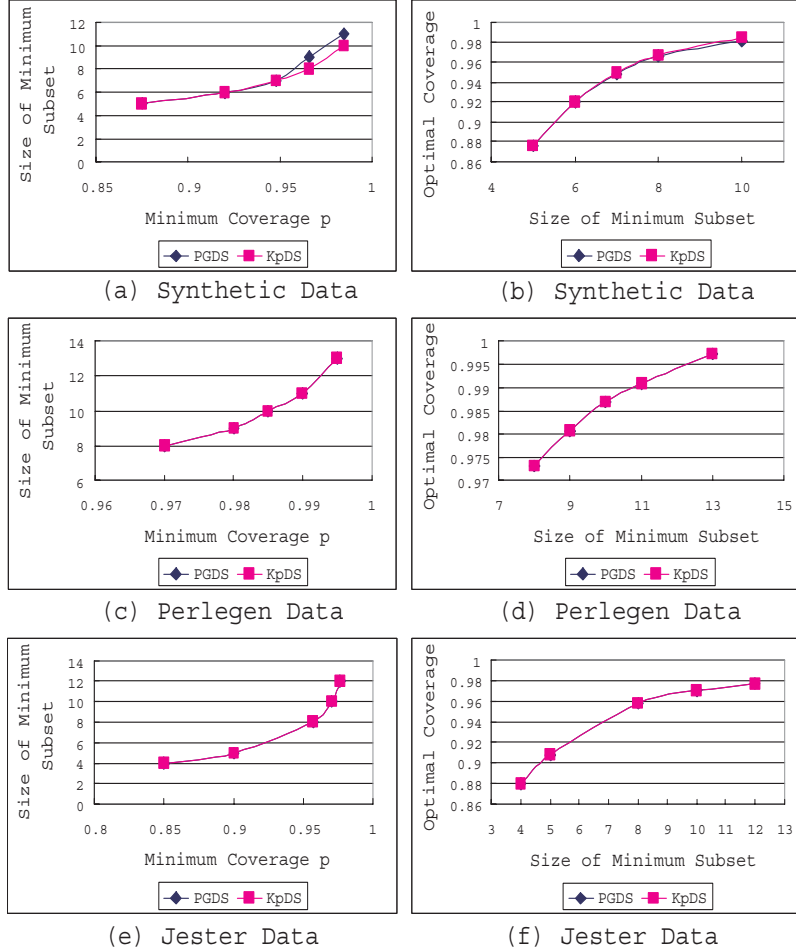 12
10
8
6
4
2
0
Size of Minimum
Subset
0.85 0.9 0.95 1
Minimum Coverage p
PGDS KpDS
(a) Synthetic Data
1
0.98
0.96
0.94
0.92
0.9
0.88
0.86
Optimal Coverage
4 6 8 10
Size of Minimum Subset
PGDS KpDS
(b) Synthetic Data
14
12
10
8
6
Size of Minimum
Subset
0.96 0.97 0.98 0.99 1
Minimum Coverage p
PGDS KpDS
(c) Perlegen Data
1
0.995
0.99
0.985
0.98
0.975
0.97
Optimal Coverage
7 9 11 13 15
Size of Minimum Subset
PGDS KpDS
(d) Perlegen Data
14
12
10
8
6
4
2
0
Size of Minimum
Subset
0.8 0.85 0.9 0.95 1
Minimum Coverage p
PGDS KpDS
(e) Jester Data
1
0.98
0.96
0.94
0.92
0.9
0.88
0.86
Optimal Coverage
3 4 5 6 7 8 9 10 11 12 13
Size of Minimum Subset
PGDS KpDS
(f) Jester Data